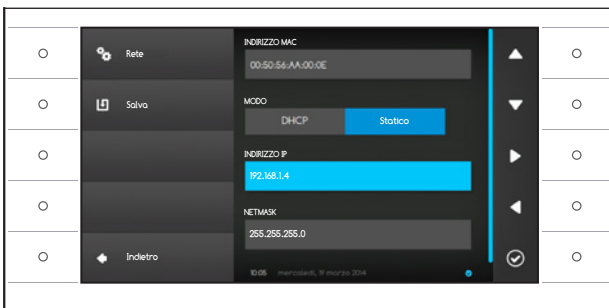 Rete
Salva
Indietro
INDIRIZZO MAC
00:50:56:AA:00:0E
MODO
DHCP Statico
INDIRIZZO IP
192.168.1.4
NETMASK
255.255.255.0
10:05 mercoledì, 19 marzo 2014